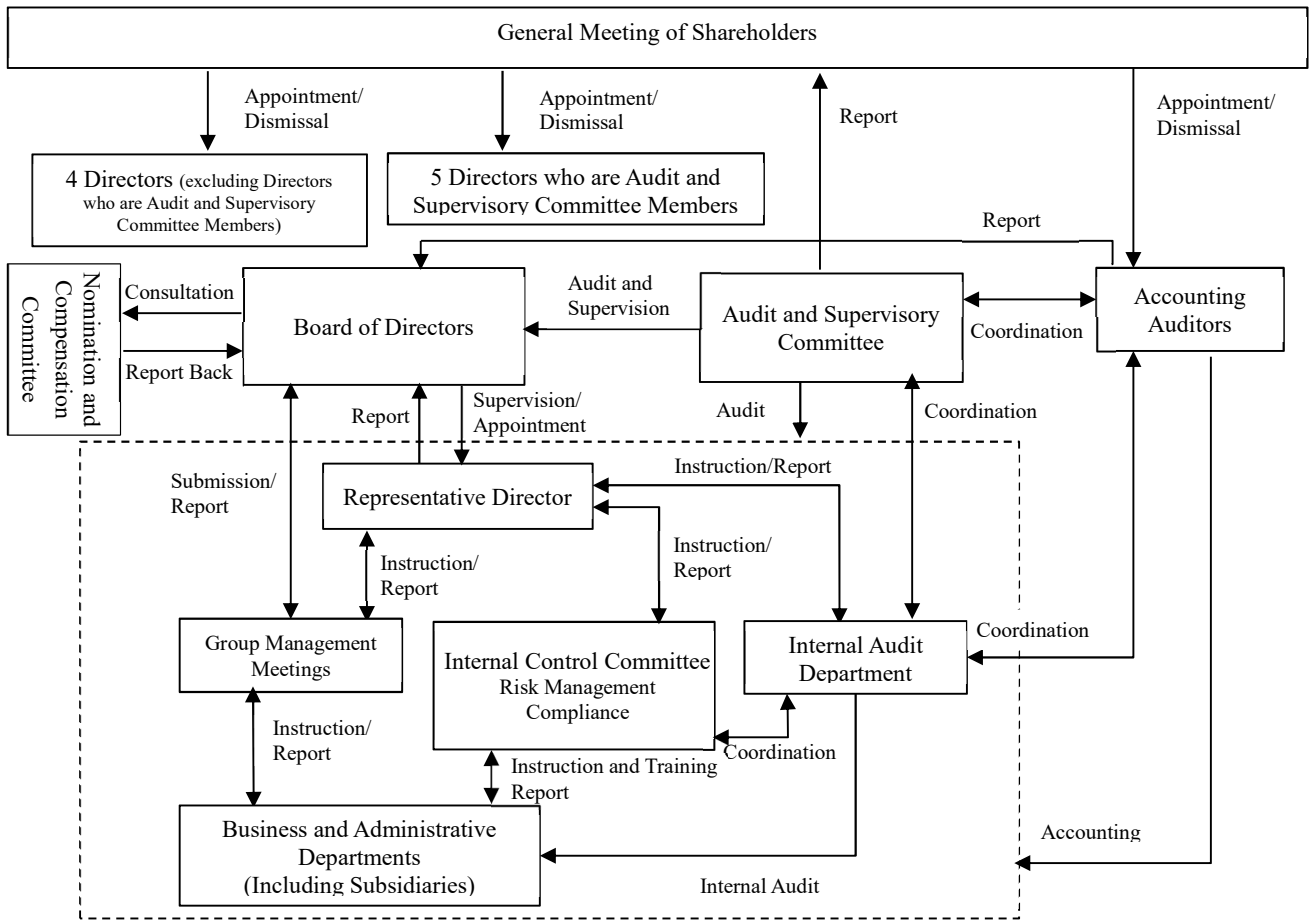 General Meeting of Shareholders
Appointment/
Dismissal
Appointment/
Dismissal
Report
Appointment/
Dismissal
4 Directors (excluding Directors
who are Audit and Supervisory
Committee Members)
5 Directors who are Audit and
Supervisory Committee Members
Report
Nomination and
Compensation
Committee
Consultation
Report Back
Board of Directors
Audit and
Supervision
Audit and Supervisory
Committee
Coordination
Accounting
Auditors
Report
Supervision/
Appointment
Audit
Coordination
Submission/
Report
Representative Director
Instruction/Report
Instruction/
Report
Instruction/
Report
Group Management
Meetings
Internal Control Committee
Risk Management
Compliance
Internal Audit
Department
Coordination
Instruction/
Report
Coordination
Instruction and Training
Report
Business and Administrative
Departments
(Including Subsidiaries)
Internal Audit
Accounting